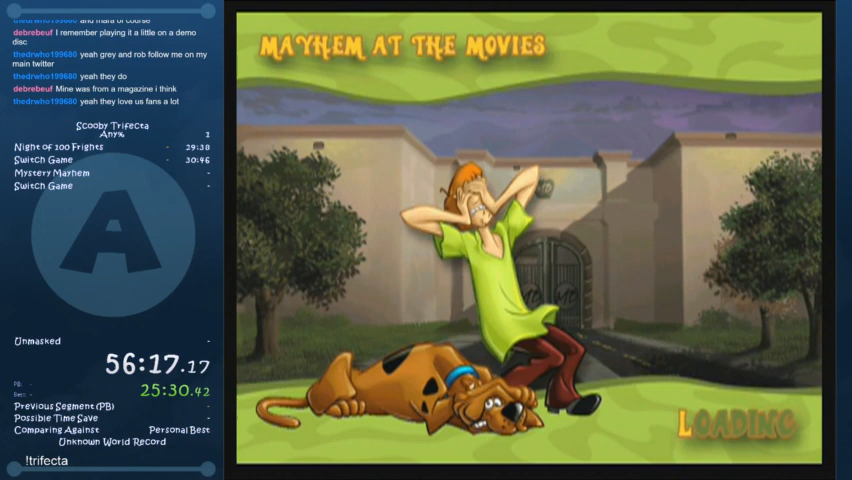 thedrwho199680 and mara of course
debrebeuf I remember playing it a little on a demo
disc
thedrwho199680 yeah grey and rob follow me on my
main twitter
thedrwho199680 yeah they do
debrebeuf Mine was from a magazine i think
thedrwho199680 yeah they love us fans a lot
Scooby Trifecta
Any% 1
Night of 100 Frights - 29:38
Switch Game - 30:46
Mystery Mayhem -
Switch Game -
A
Unmasked -
56:17.17
PB: -
Best: -
25:30.42
Previous Segment (PB) -
Possible Time Save -
Comparing Against Personal Best
Unknown World Record
!trifecta
MAYHEM AT THE MOVIES
LOADING